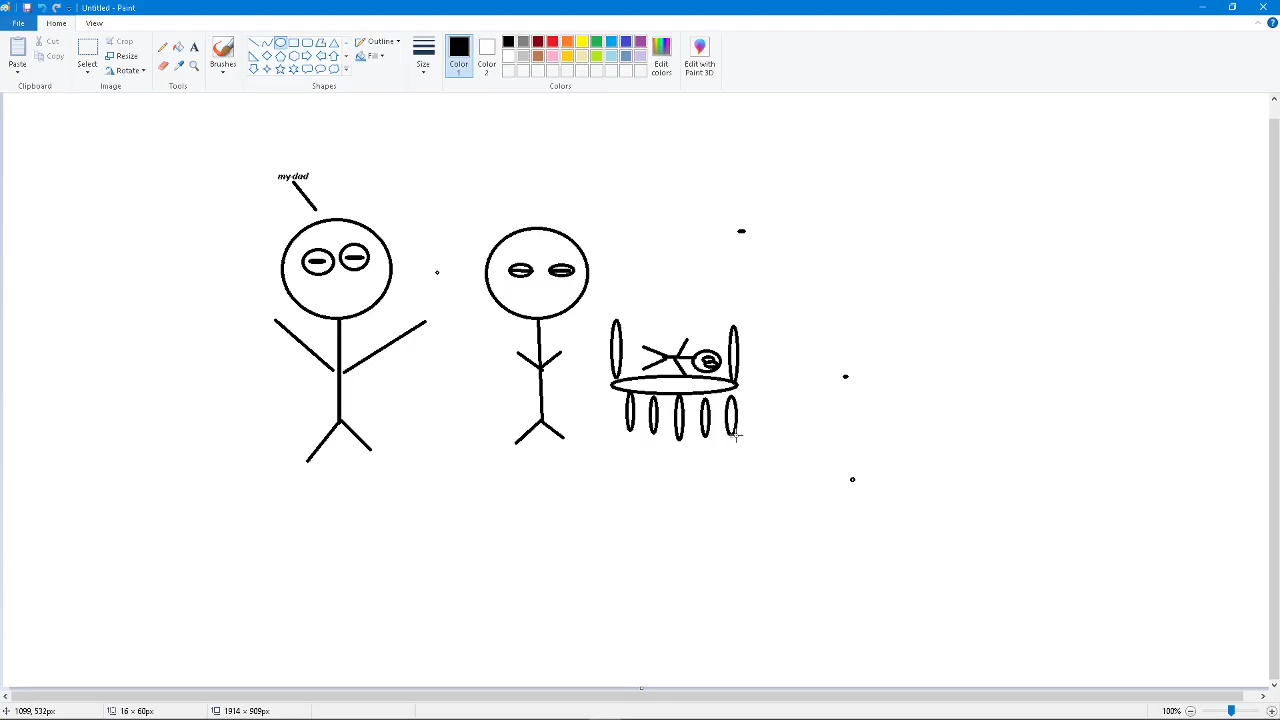 Untitled - Paint
File Home View
Paste
Cut
Copy
Clipboard
Select
Crop
Resize
Rotate
Image
A
Tools
Brushes
Outline
Fill
Shapes
Size
Color 1
Color 2
Edit colors
Colors
Edit with Paint 3D
my dad
1099, 532px
16 × 60px
1914 × 909px
100%